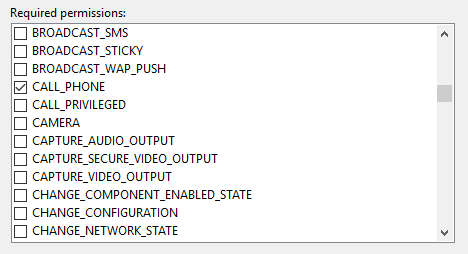 Required permissions:
BROADCAST_SMS
BROADCAST_STICKY
BROADCAST_WAP_PUSH
CALL_PHONE
CALL_PRIVILEGED
CAMERA
CAPTURE_AUDIO_OUTPUT
CAPTURE_SECURE_VIDEO_OUTPUT
CAPTURE_VIDEO_OUTPUT
CHANGE_COMPONENT_ENABLED_STATE
CHANGE_CONFIGURATION
CHANGE_NETWORK_STATE